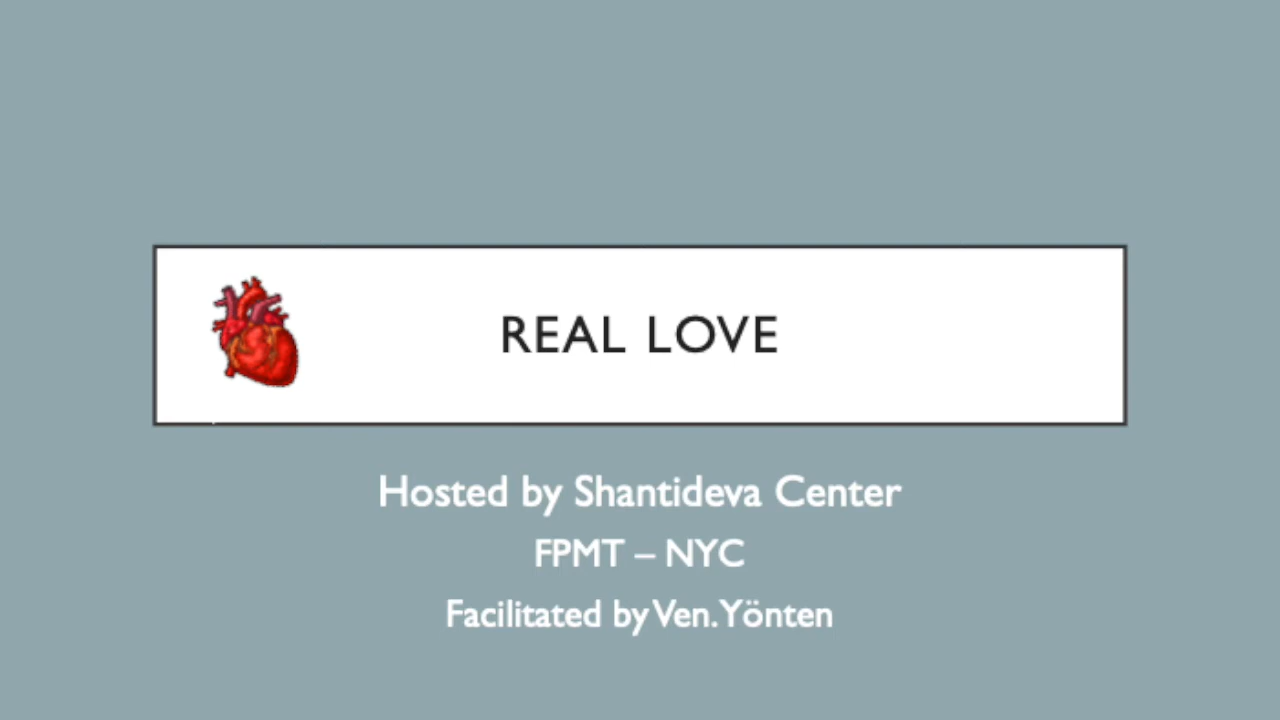 REAL LOVE
Hosted by Shantideva Center
FPMT – NYC
Facilitated by Ven. Yönten